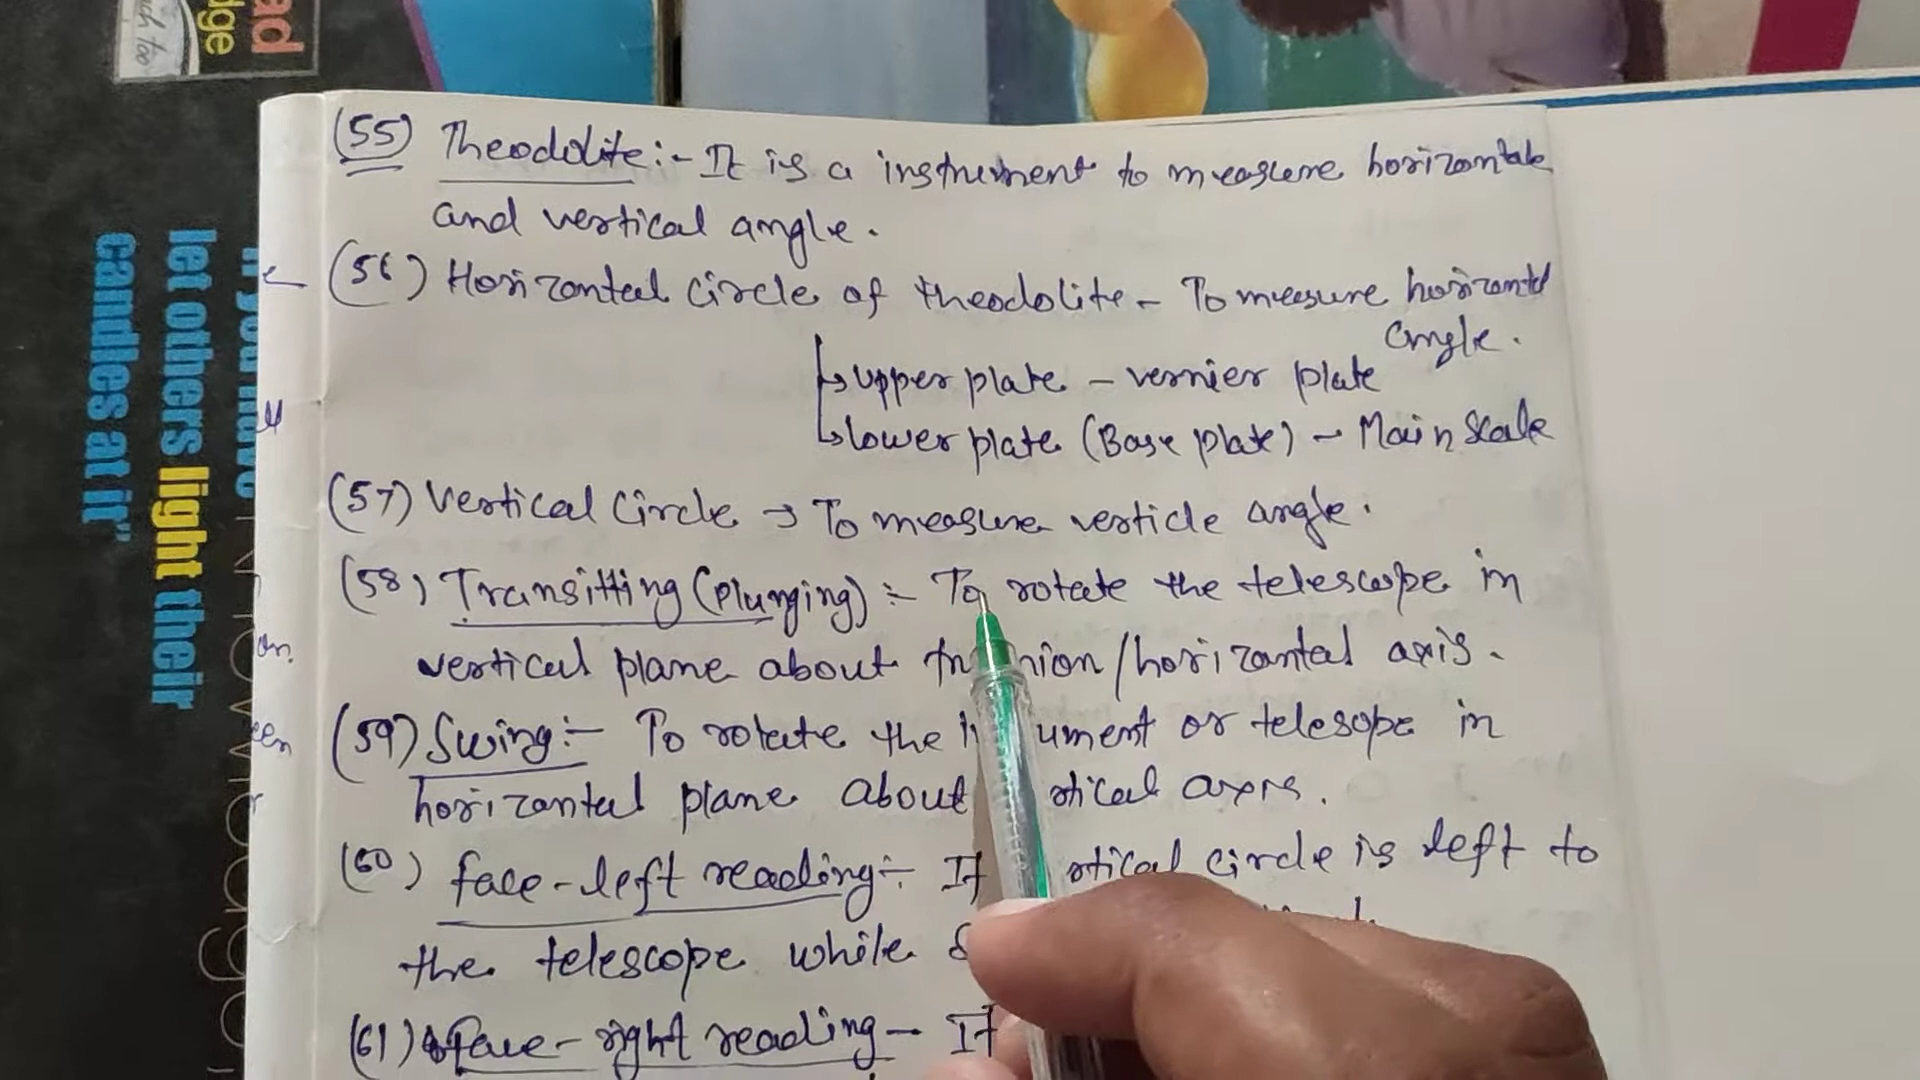 (55) Theodolite:- It is a instrument to measure horizontal
and vertical angle.
(56) Horizontal Circle of theodolite - To measure horizontal
angle.
↳ upper plate - vernier plate
↳ lower plate (Base plate) - Main Scale
(57) Vertical Circle → To measure verticle angle.
(58) Transitting (Plunging) :- To rotate the telescope in
vertical plane about horizontal axis.
(59) Swing:- To rotate the or telescope in
horizontal plane about axis.
(60) face-left reading:- If circle is left to
the telescope while
(61) face-right reading - If
ad
dge
ch too
let others light their
candles at it"